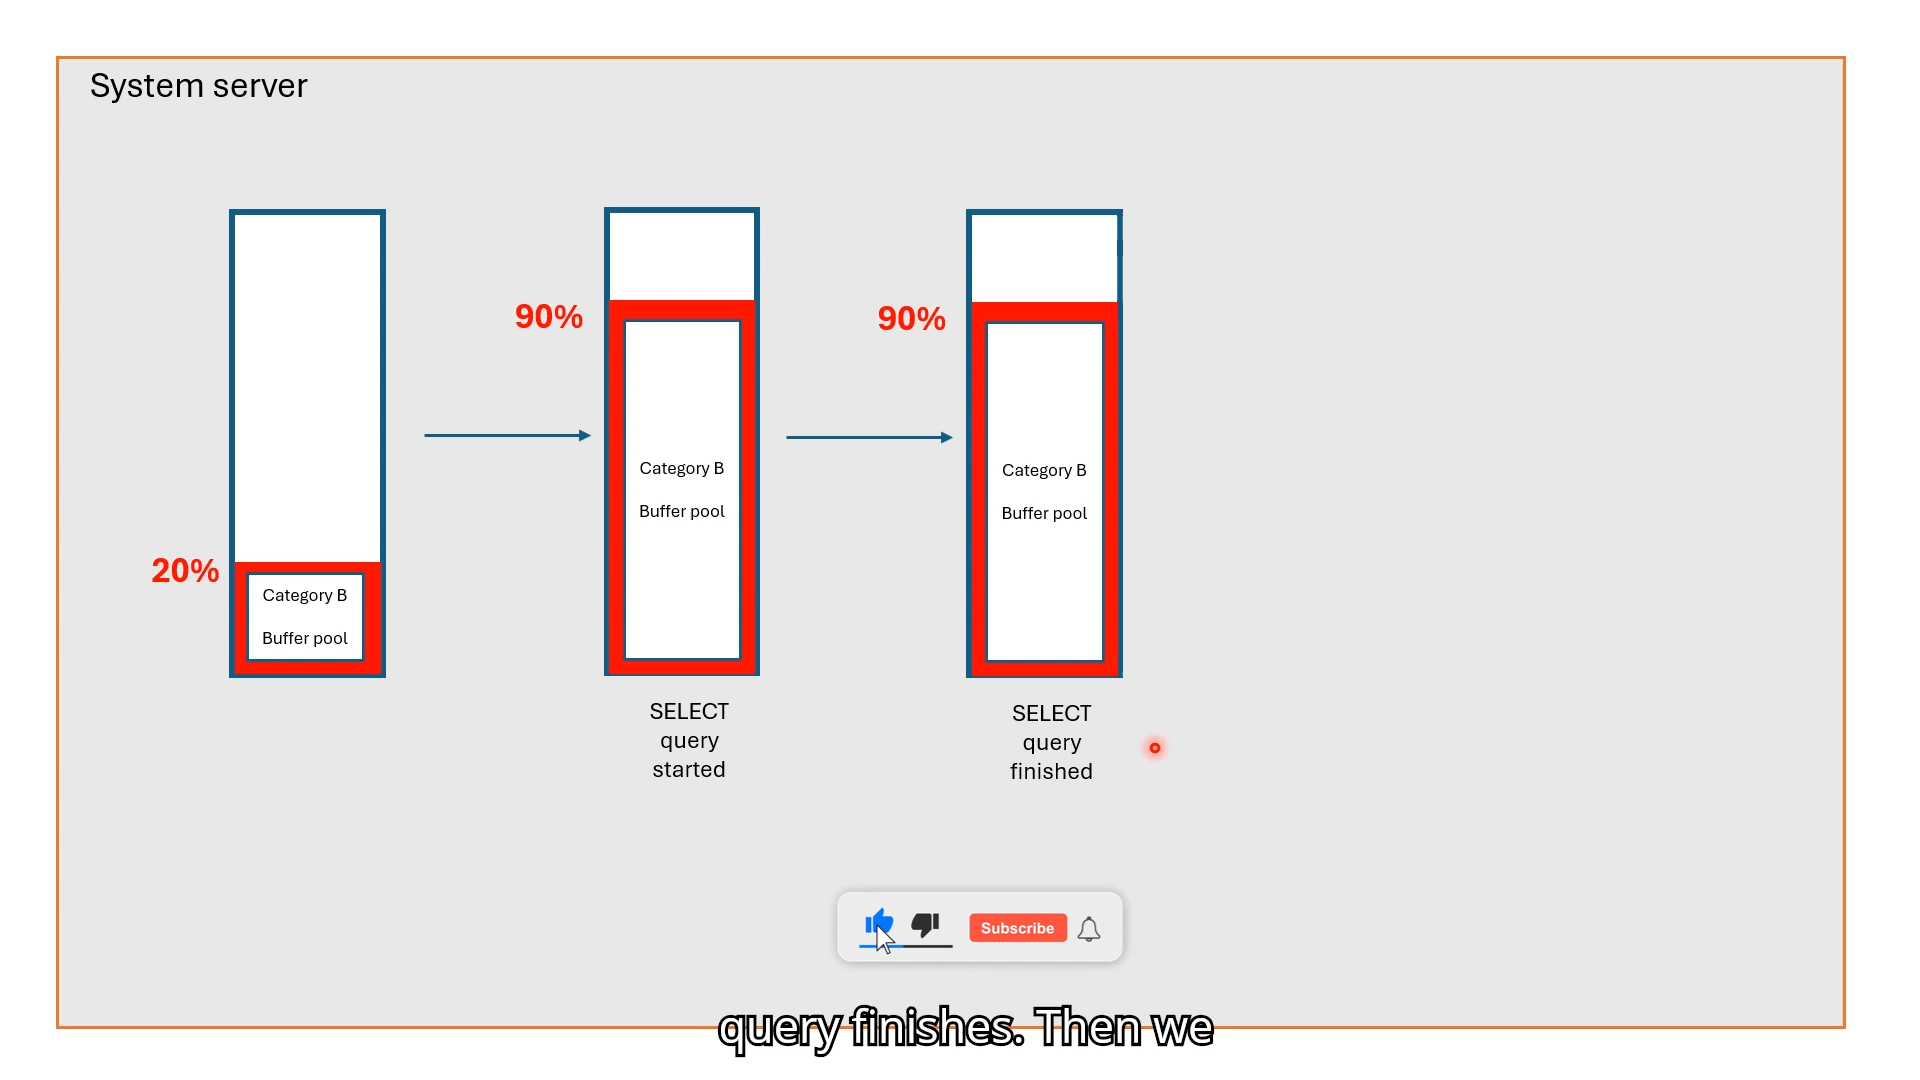 System server
20%
Category B
Buffer pool
90%
Category B
Buffer pool
SELECT
query
started
90%
Category B
Buffer pool
SELECT
query
finished
Subscribe
query finishes. Then we